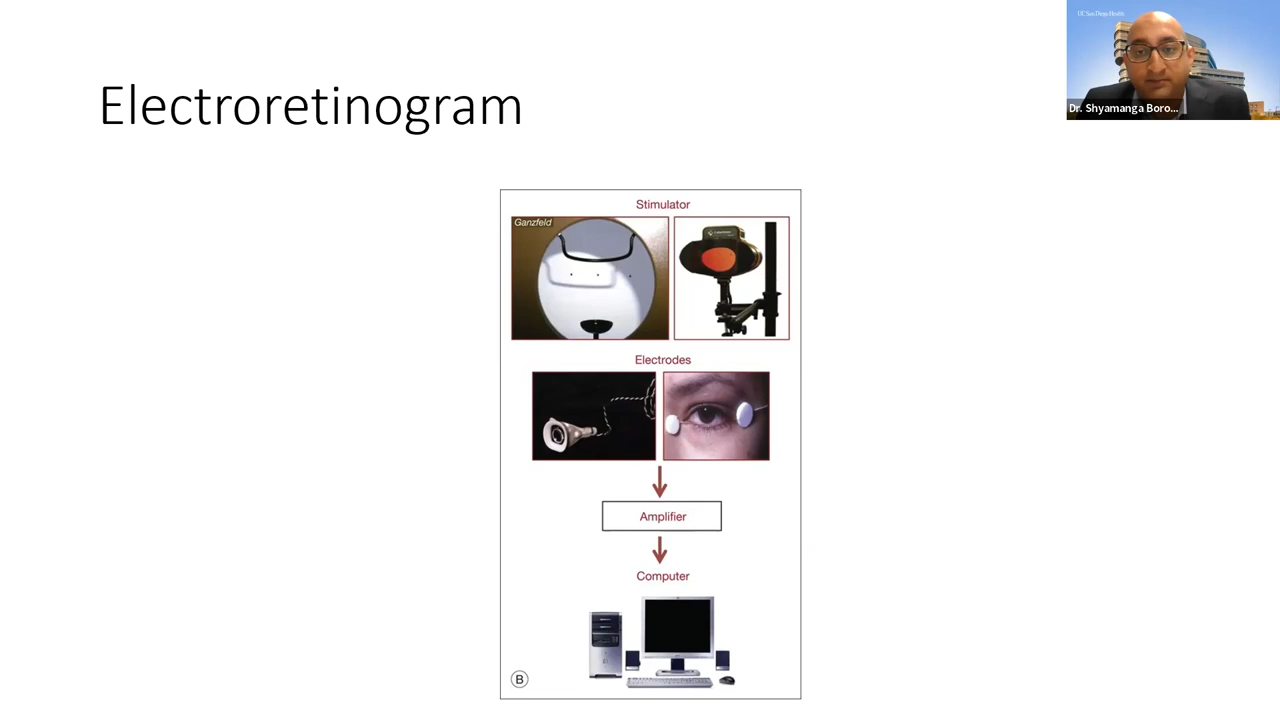 Electroretinogram
UC San Diego Health
Dr. Shyamanga Boro...
Stimulator
Ganzfeld
Electrodes
Amplifier
Computer
B